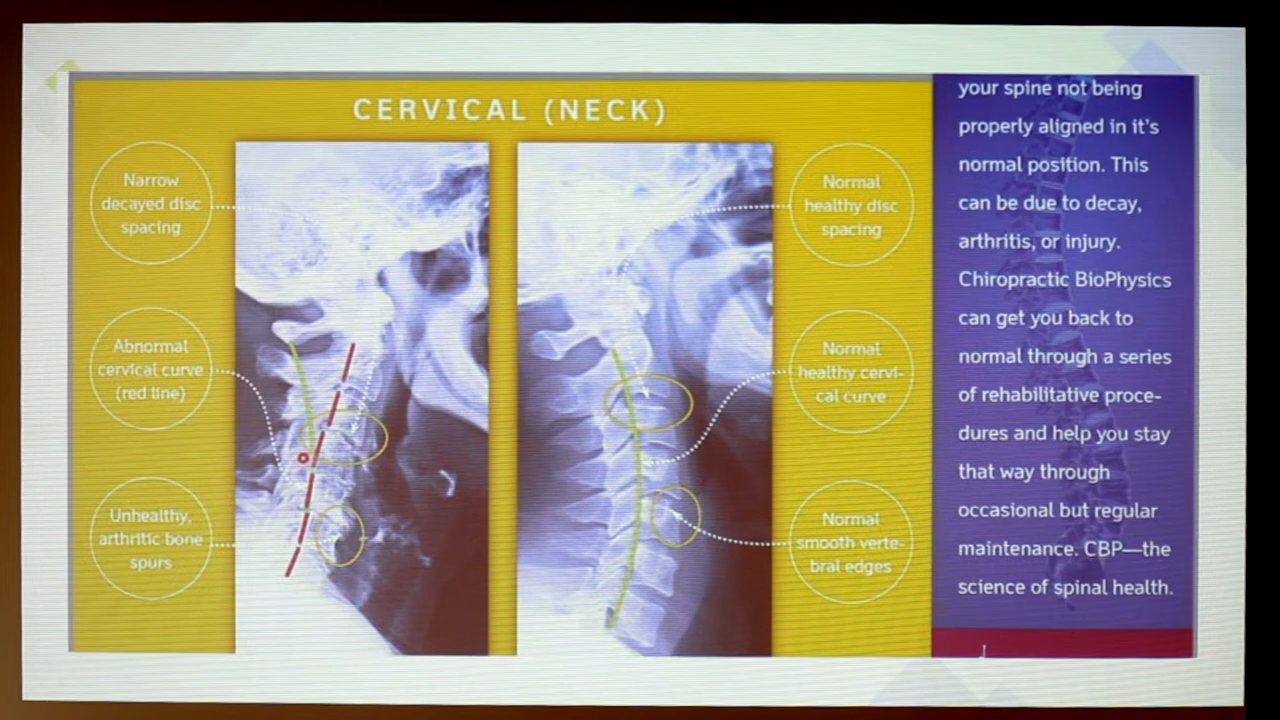 CERVICAL (NECK)
Narrow
decayed disc
spacing
Abnormal
cervical curve
(red line)
Unhealthy,
arthritic bone
spurs
Normal
healthy disc
spacing
Normal
healthy cervi-
cal curve
Normal
smooth verte-
bral edges
your spine not being
properly aligned in it's
normal position. This
can be due to decay,
arthritis, or injury.
Chiropractic BioPhysics
can get you back to
normal through a series
of rehabilitative proce-
dures and help you stay
that way through
occasional but regular
maintenance. CBP—the
science of spinal health.